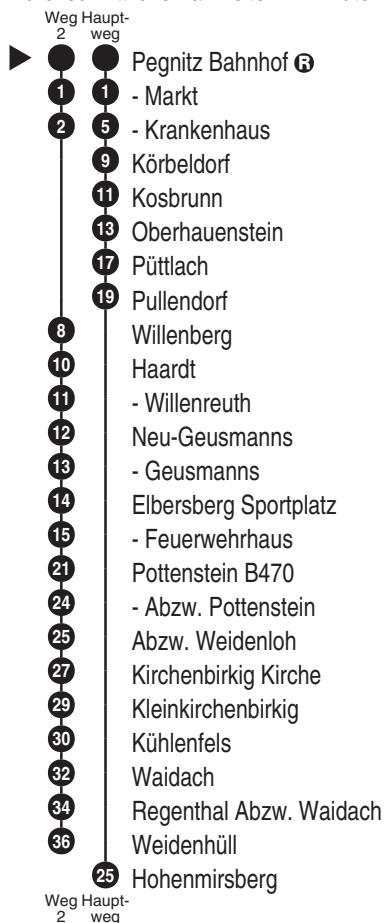 Weg Haupt-
2 weg
Pegnitz Bahnhof R
1 1 - Markt
2 5 - Krankenhaus
9 Körbeldorf
11 Kosbrunn
13 Oberhauenstein
17 Püttlach
19 Pullendorf
8 Willenberg
10 Haardt
11 - Willenreuth
12 Neu-Geusmanns
13 - Geusmanns
14 Elbersberg Sportplatz
15 - Feuerwehrhaus
21 Pottenstein B470
24 - Abzw. Pottenstein
25 Abzw. Weidenloh
27 Kirchenbirkig Kirche
29 Kleinkirchenbirkig
30 Kühlenfels
32 Waidach
34 Regenthal Abzw. Waidach
36 Weidenhüll
25 Hohenmirsberg
Weg Haupt-
2 weg